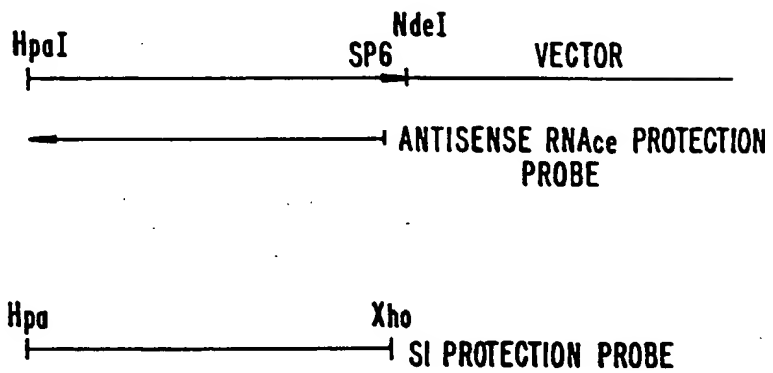 HpaI
NdeI
SP6
VECTOR
ANTISENSE RNAce PROTECTION
PROBE
Hpa
Xho
SI PROTECTION PROBE